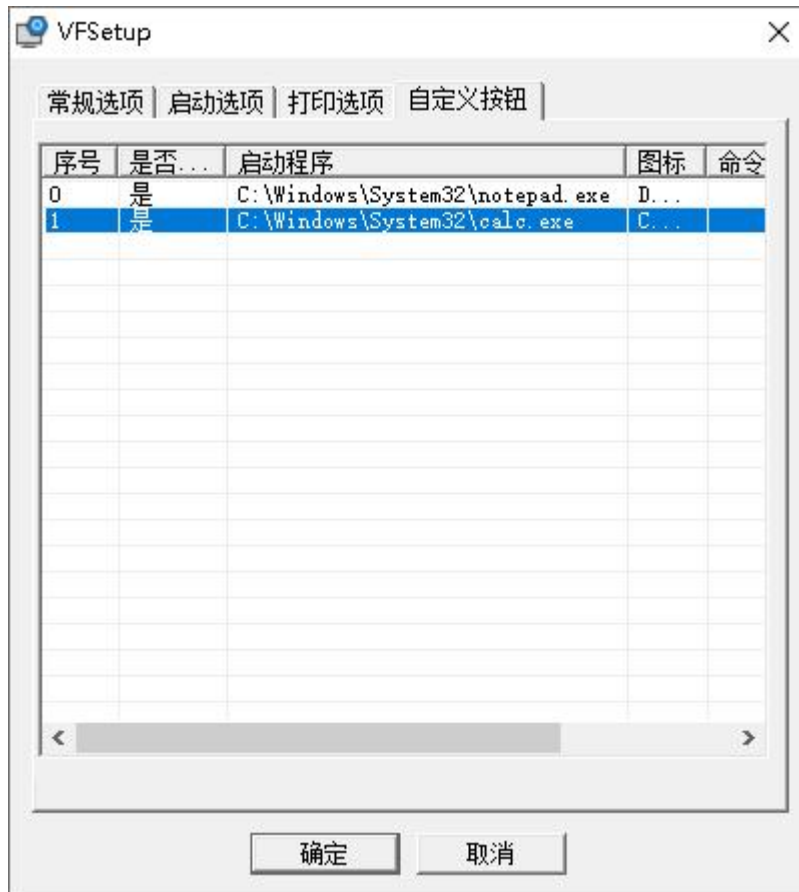 VFSetup
常规选项 启动选项 打印选项 自定义按钮
序号 是否... 启动程序 图标 命令
0 是 C:\Windows\System32\notepad.exe D...
1 是 C:\Windows\System32\calc.exe C...
确定 取消